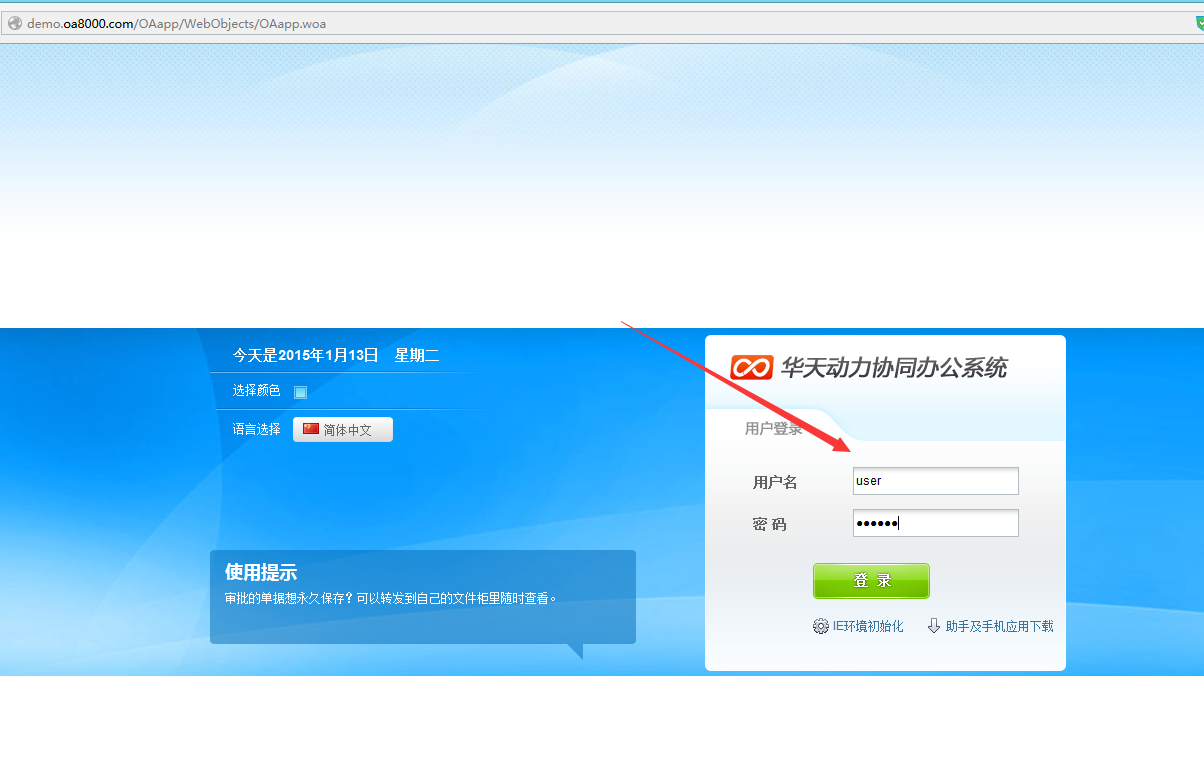 demo.oa8000.com/OAapp/WebObjects/OAapp.woa
今天是2015年1月13日 星期二
选择颜色
语言选择 简体中文
使用提示
审批的单据想永久保存？可以转发到自己的文件柜里随时查看。
华天动力协同办公系统
用户登录
用户名 user
密 码 ●●●●●●
登 录
IE环境初始化 助手及手机应用下载